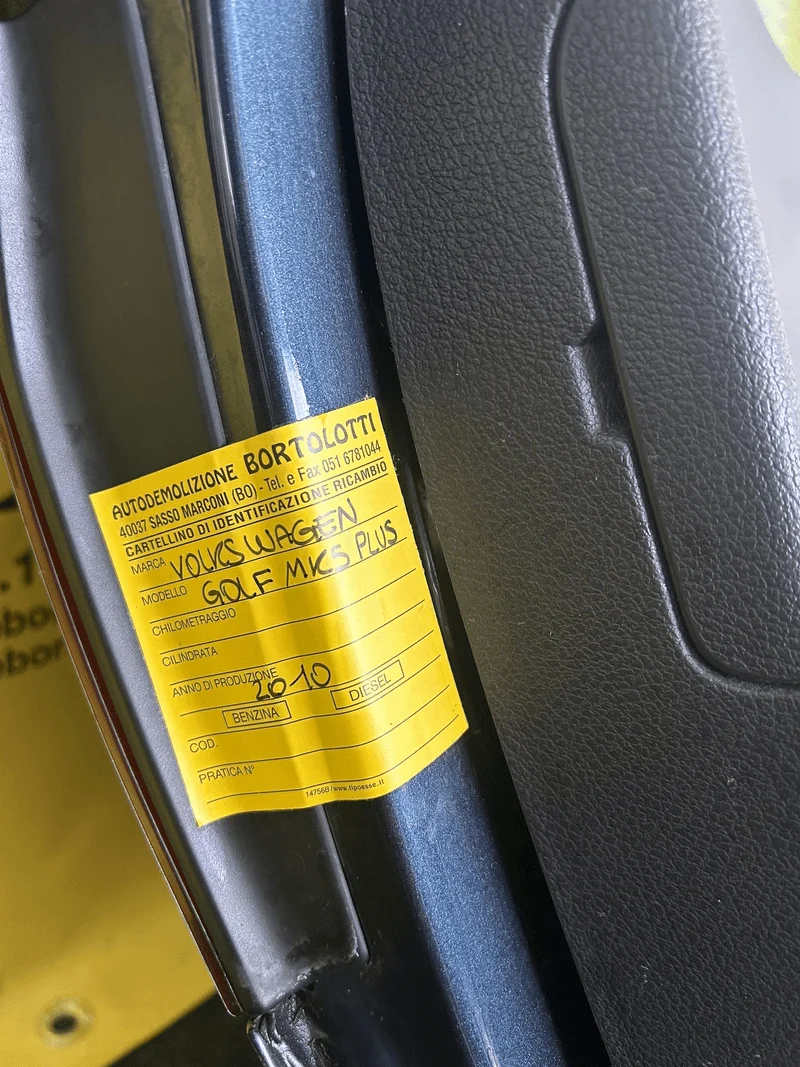 AUTODEMOLIZIONE BORTOLOTTI
40037 SASSO MARCONI (BO) - Tel. e Fax 051 6781044
CARTELLINO DI IDENTIFICAZIONE RICAMBIO
MARCA VOLKSWAGEN
MODELLO GOLF MK5 PLUS
CHILOMETRAGGIO
CILINDRATA
ANNO DI PRODUZIONE 2010
BENZINA DIESEL
COD.
PRATICA N°
14756B/www.tipoesse.it